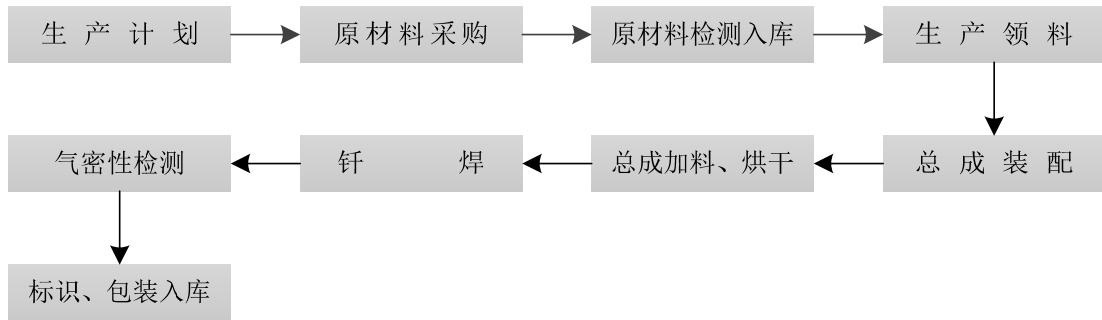 生产计划
原材料采购
原材料检测入库
生产领料
总成装配
总成加料、烘干
钎焊
气密性检测
标识、包装入库